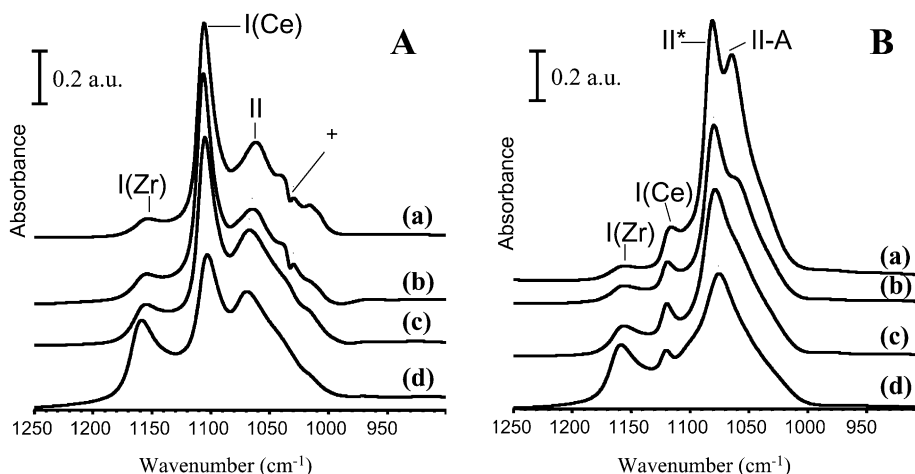 I(Ce)
A
0.2 a.u.
II
+
I(Zr)
Absorbance
(a)
(b)
(c)
(d)
1250 1200 1150 1100 1050 1000 950
Wavenumber (cm⁻¹)
II* II-A
B
0.2 a.u.
I(Ce)
I(Zr)
Absorbance
(a)
(b)
(c)
(d)
1250 1200 1150 1100 1050 1000 950
Wavenumber (cm⁻¹)